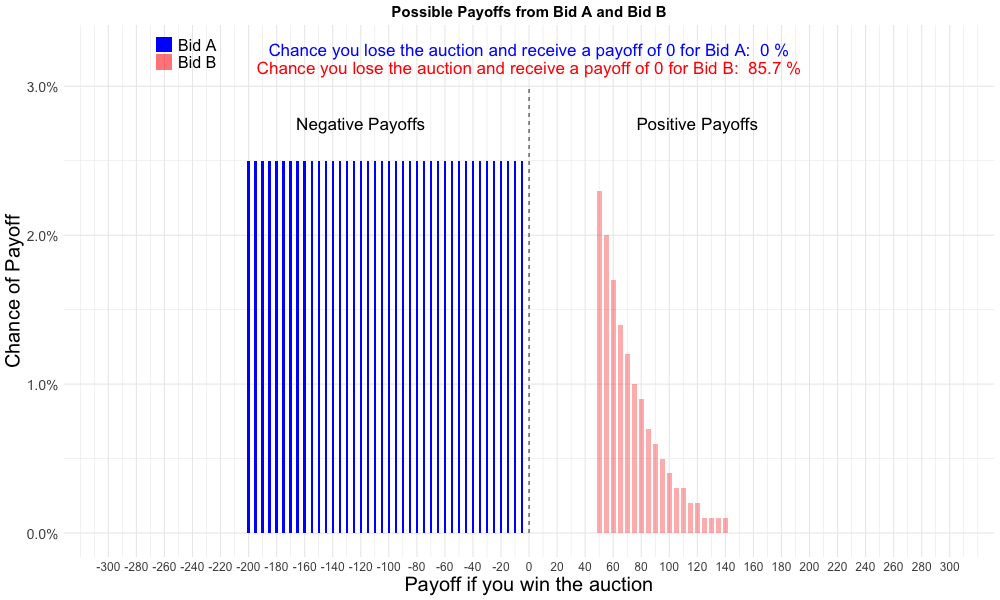 Possible Payoffs from Bid A and Bid B
Bid A
Bid B
Chance you lose the auction and receive a payoff of 0 for Bid A:  0 %
Chance you lose the auction and receive a payoff of 0 for Bid B:  85.7 %
Negative Payoffs
Positive Payoffs
Chance of Payoff
3.0%
2.0%
1.0%
0.0%
-300 -280 -260 -240 -220 -200 -180 -160 -140 -120 -100 -80 -60 -40 -20 0 20 40 60 80 100 120 140 160 180 200 220 240 260 280 300
Payoff if you win the auction